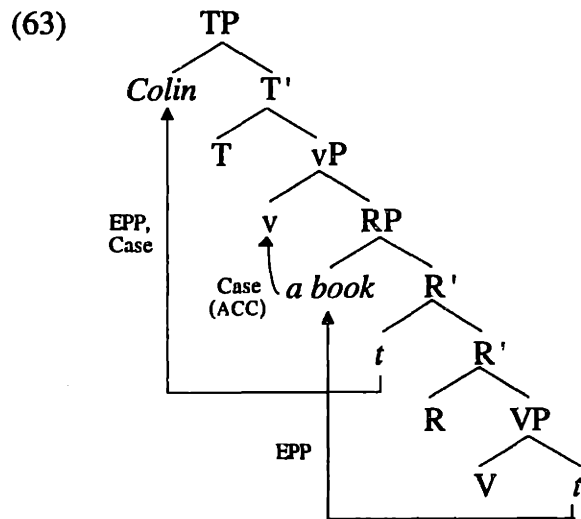 (63)
TP
Colin T'
T vP
EPP,
Case
v RP
Case
(ACC)
a book R'
t R'
R VP
EPP
V t